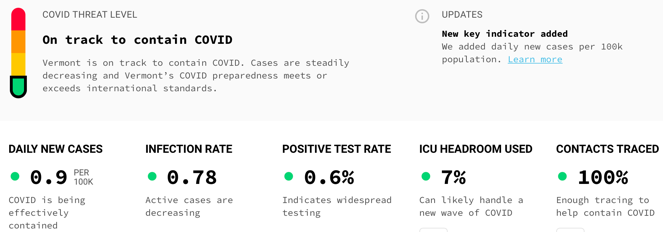 COVID THREAT LEVEL
On track to contain COVID
Vermont is on track to contain COVID. Cases are steadily
decreasing and Vermont's COVID preparedness meets or
exceeds international standards.
UPDATES
New key indicator added
We added daily new cases per 100k
population. Learn more
DAILY NEW CASES
0.9 PER
100K
COVID is being
effectively
contained
INFECTION RATE
0.78
Active cases are
decreasing
POSITIVE TEST RATE
0.6%
Indicates widespread
testing
ICU HEADROOM USED
7%
Can likely handle a
new wave of COVID
CONTACTS TRACED
100%
Enough tracing to
help contain COVID